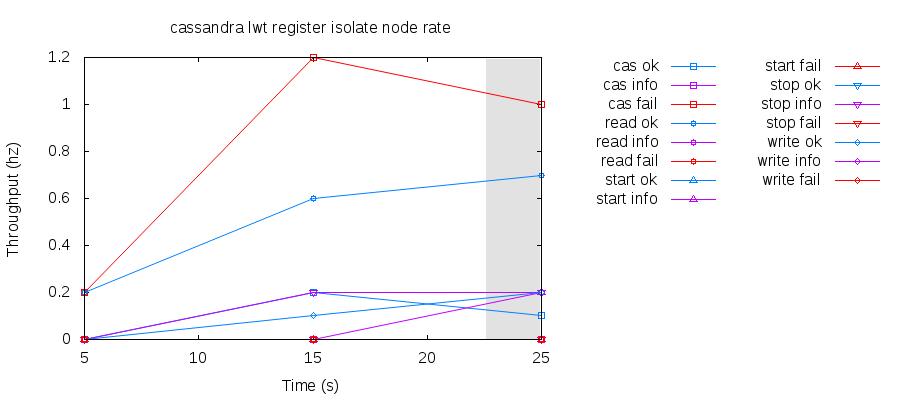 cassandra lwt register isolate node rate
1.2
1
0.8
0.6
0.4
0.2
0
Throughput (hz)
5 10 15 20 25
Time (s)
cas ok
cas info
cas fail
read ok
read info
read fail
start ok
start info
start fail
stop ok
stop info
stop fail
write ok
write info
write fail